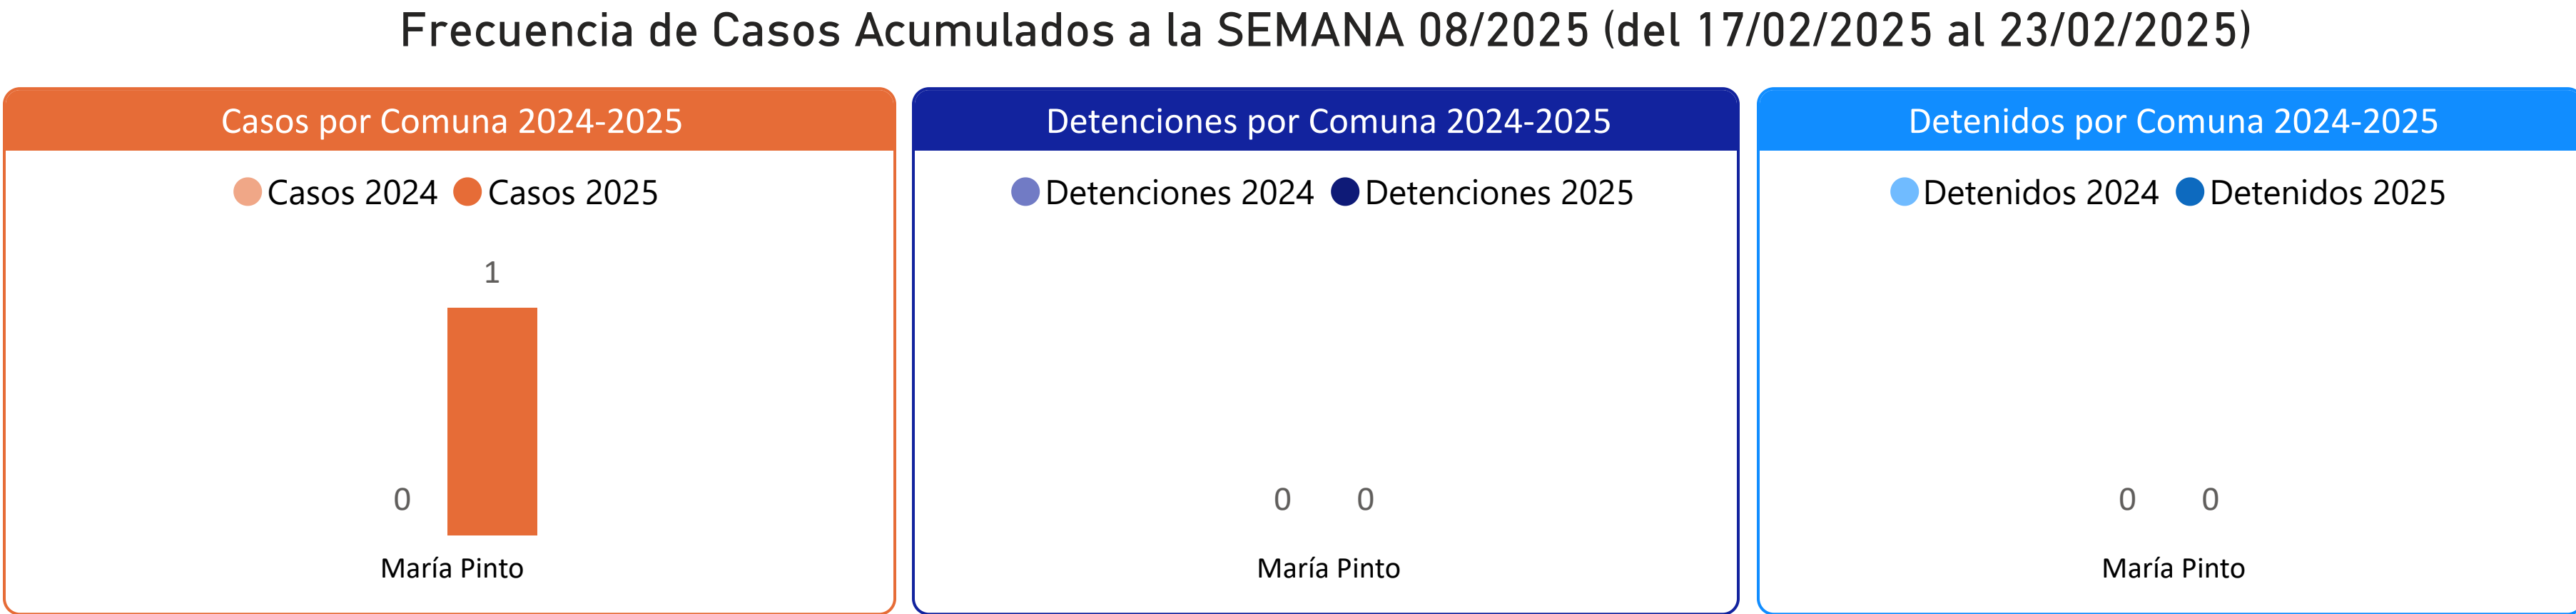 Frecuencia de Casos Acumulados a la SEMANA 08/2025 (del 17/02/2025 al 23/02/2025)
Casos por Comuna 2024-2025
Casos 2024 Casos 2025
1
0
María Pinto
Detenciones por Comuna 2024-2025
Detenciones 2024 Detenciones 2025
0 0
María Pinto
Detenidos por Comuna 2024-2025
Detenidos 2024 Detenidos 2025
0 0
María Pinto